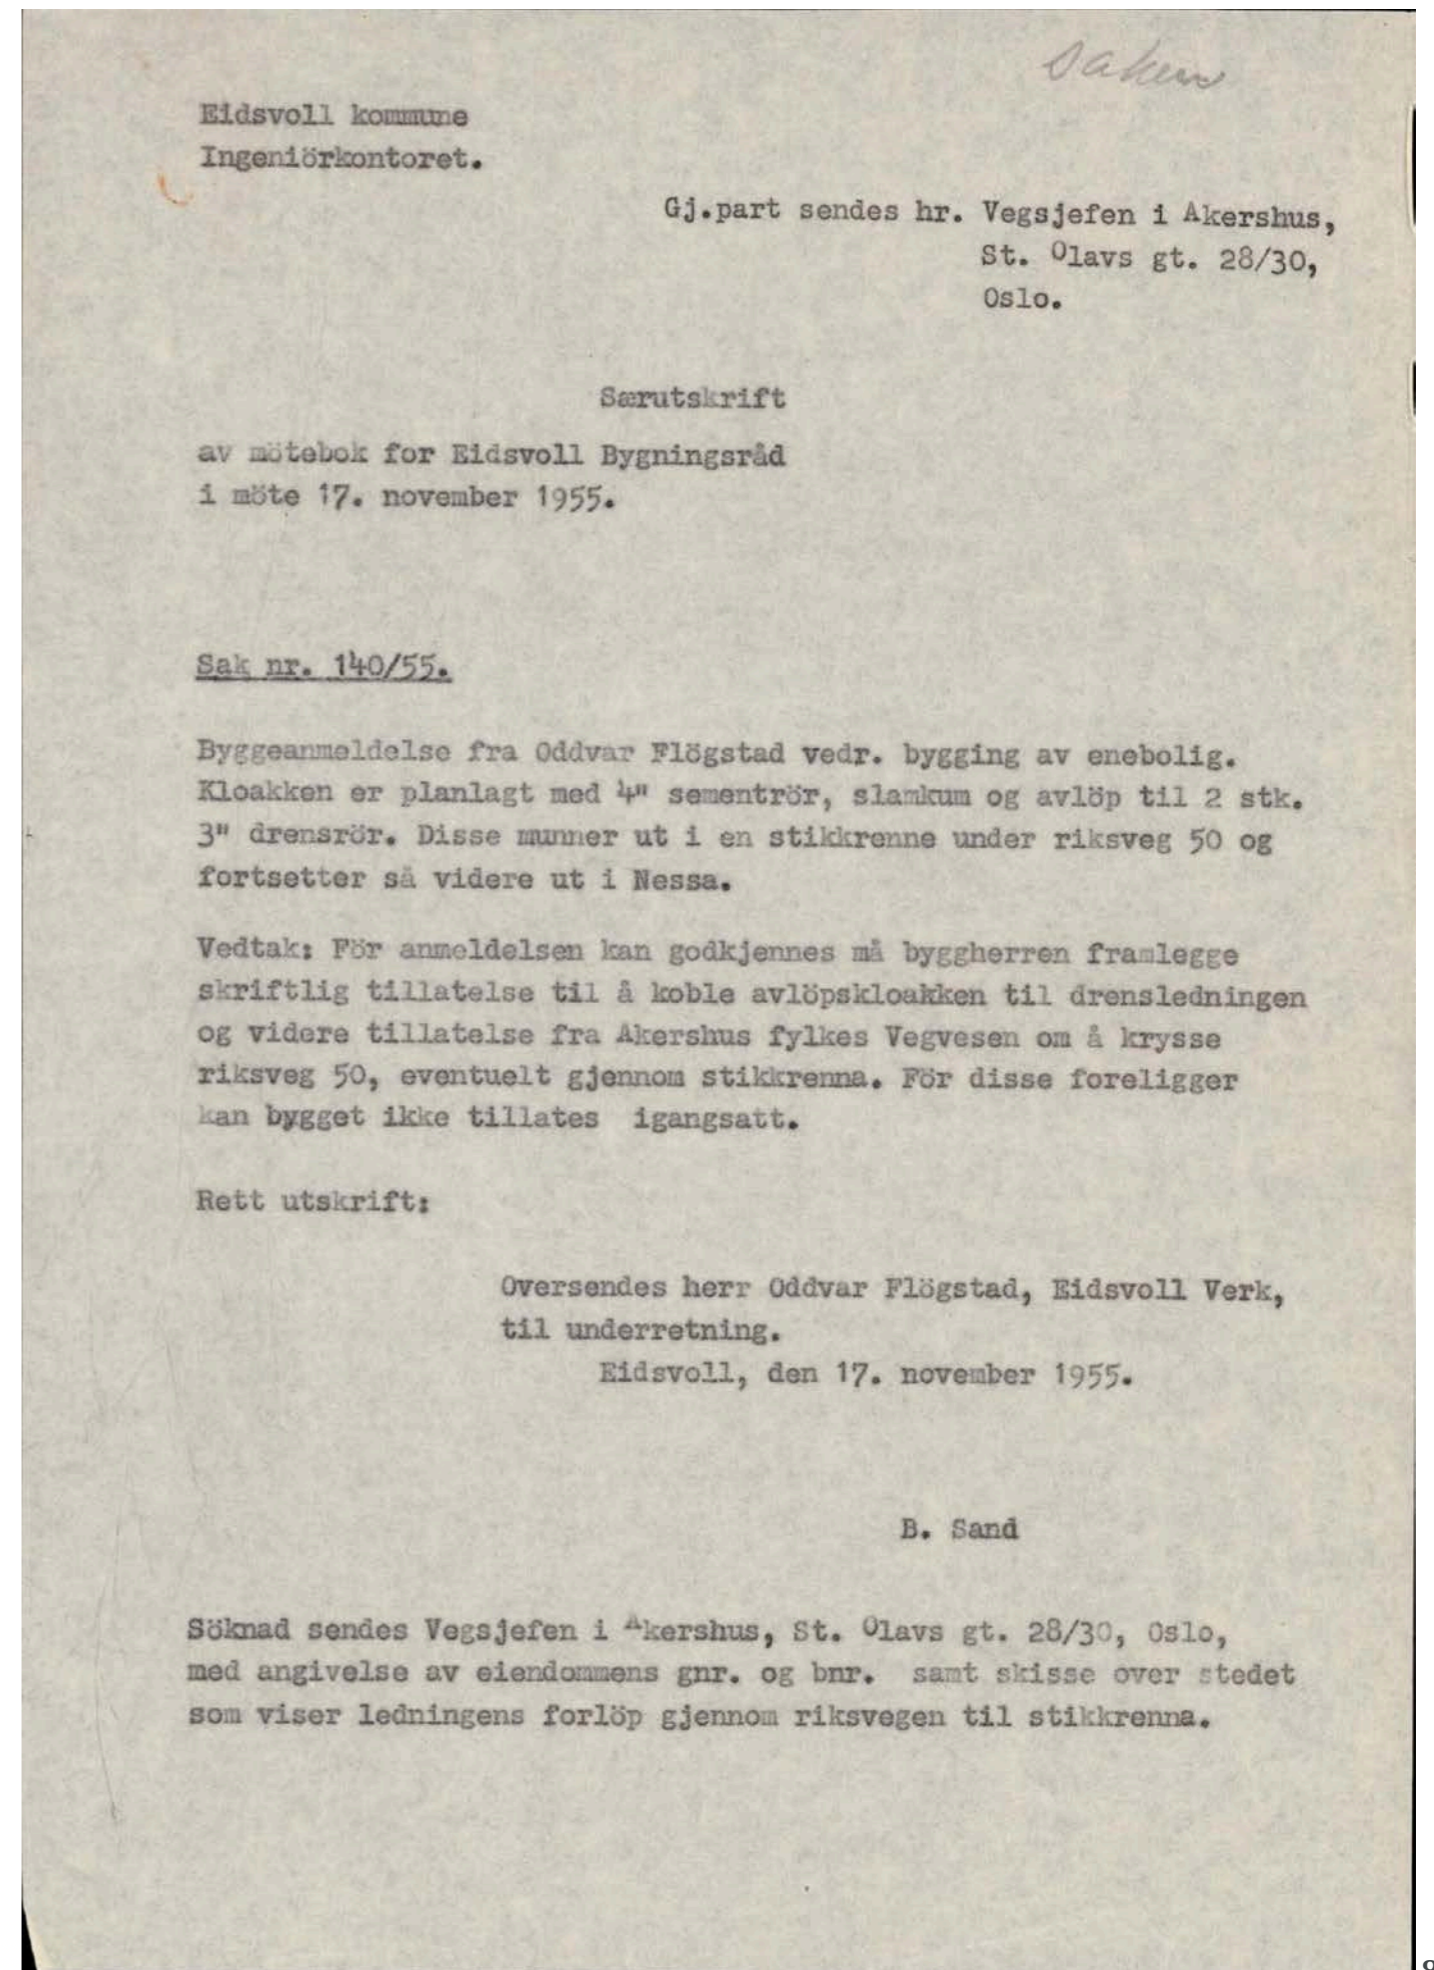 saken
Eidsvoll kommune
Ingeniörkontoret.
Gj.part sendes hr. Vegsjefen i Akershus,
St. Olavs gt. 28/30,
Oslo.
Særutskrift
av mötebok for Eidsvoll Bygningsråd
i möte 17. november 1955.
Sak nr. 140/55.
Byggeanmeldelse fra Oddvar Flögstad vedr. bygging av enebolig.
Kloakken er planlagt med 4" sementrör, slamkum og avlöp til 2 stk.
3" drensrör. Disse munner ut i en stikkrenne under riksveg 50 og
fortsetter så videre ut i Nessa.
Vedtak: För anmeldelsen kan godkjennes må byggherren framlegge
skriftlig tillatelse til å koble avlöpskloakken til drensledningen
og videre tillatelse fra Akershus fylkes Vegvesen om å krysse
riksveg 50, eventuelt gjennom stikkrenna. För disse foreligger
kan bygget ikke tillates igangsatt.
Rett utskrift:
Oversendes herr Oddvar Flögstad, Eidsvoll Verk,
til underretning.
Eidsvoll, den 17. november 1955.
B. Sand
Söknad sendes Vegsjefen i Akershus, St. Olavs gt. 28/30, Oslo,
med angivelse av eiendommens gnr. og bnr. samt skisse over stedet
som viser ledningens forlöp gjennom riksvegen til stikkrenna.